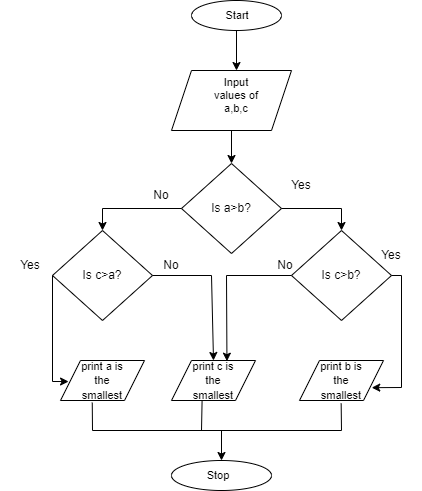 Start
Input
values of
a,b,c
No
Yes
Is a>b?
Yes
Is c>a?
No
No
Is c>b?
Yes
print a is
the
smallest
print c is
the
smallest
print b is
the
smallest
Stop